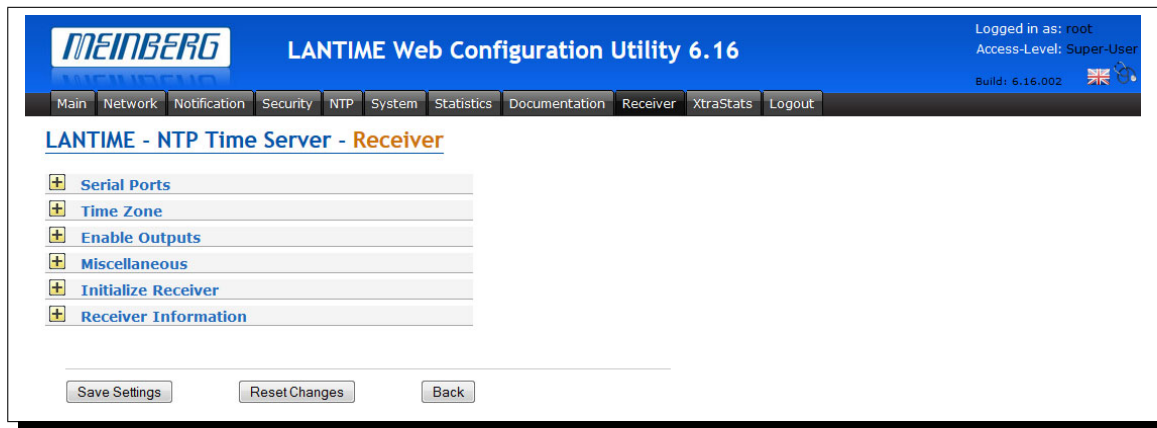 MEINBERG
LANTIME Web Configuration Utility 6.16
Logged in as: root
Access-Level: Super-User
Build: 6.16.002
Main Network Notification Security NTP System Statistics Documentation Receiver XtraStats Logout
LANTIME - NTP Time Server - Receiver
Serial Ports
Time Zone
Enable Outputs
Miscellaneous
Initialize Receiver
Receiver Information
Save Settings Reset Changes Back